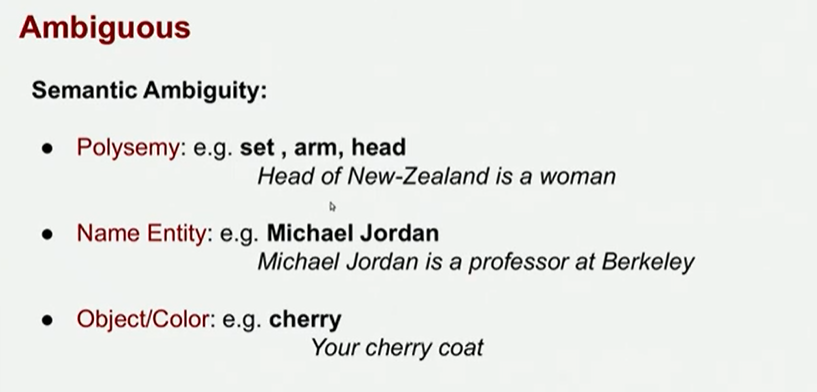 Ambiguous
Semantic Ambiguity:
● Polysemy: e.g. set , arm, head
Head of New-Zealand is a woman
● Name Entity: e.g. Michael Jordan
Michael Jordan is a professor at Berkeley
● Object/Color: e.g. cherry
Your cherry coat